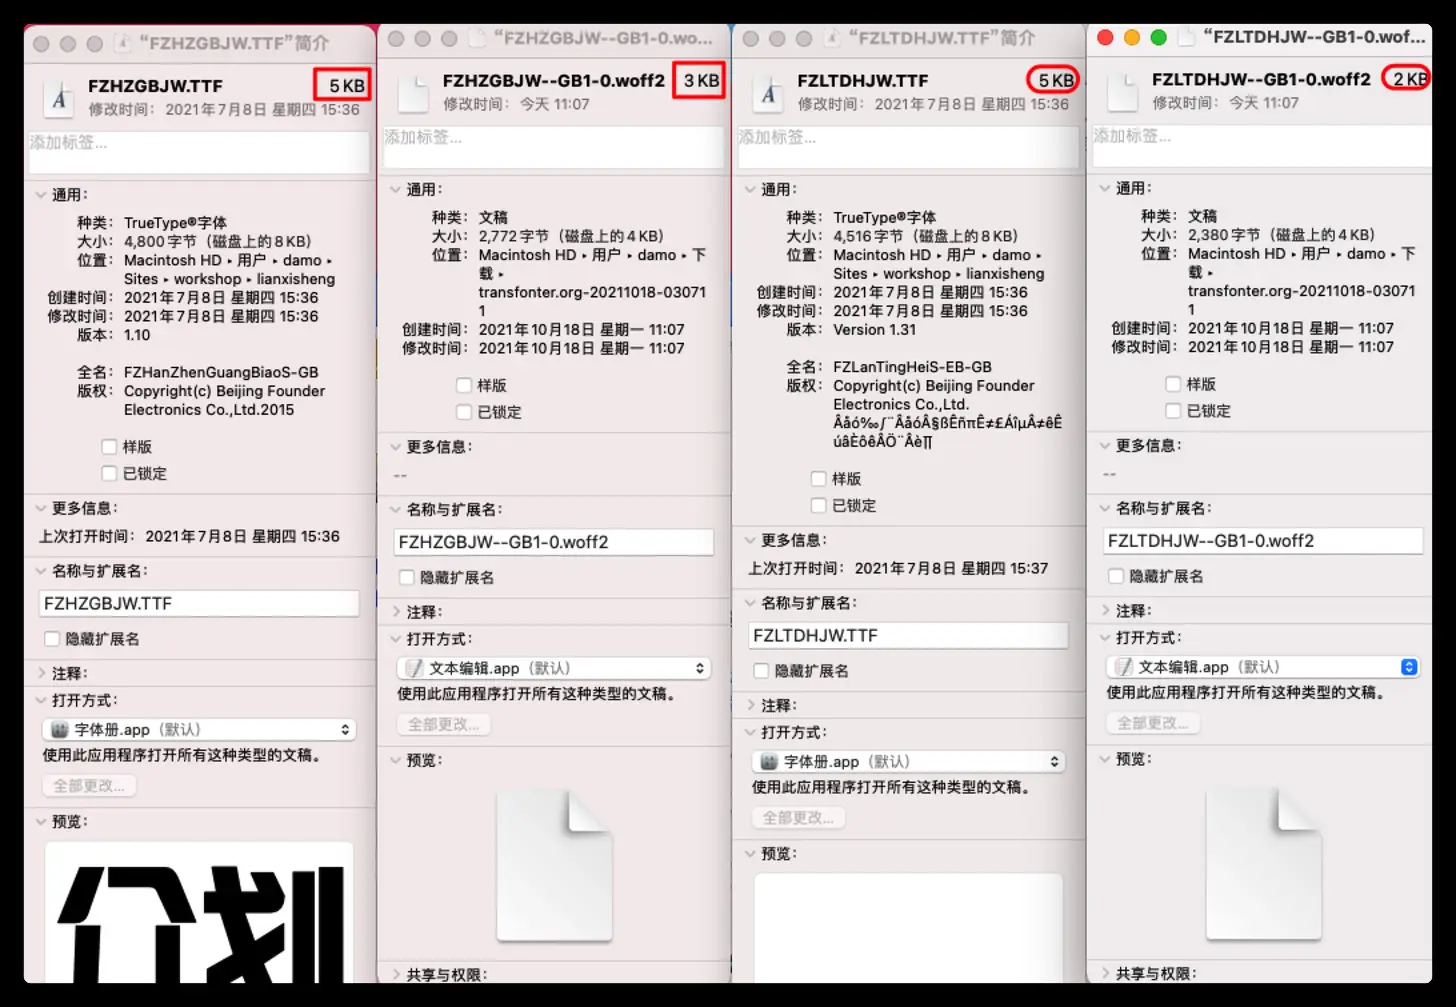 “FZHZGBJW.TTF”简介
FZHZGBJW.TTF 5 KB
修改时间: 2021年7月8日 星期四 15:36
添加标签...
通用:
种类: TrueType®字体
大小: 4,800 字节（磁盘上的 8 KB）
位置: Macintosh HD ▸ 用户 ▸ damo ▸
Sites ▸ workshop ▸ lianxisheng
创建时间: 2021年7月8日 星期四 15:36
修改时间: 2021年7月8日 星期四 15:36
版本: 1.10
全名: FZHanZhenGuangBiaoS-GB
版权: Copyright(c) Beijing Founder
Electronics Co.,Ltd.2015
样版
已锁定
更多信息:
上次打开时间: 2021年7月8日 星期四 15:36
名称与扩展名:
FZHZGBJW.TTF
隐藏扩展名
注释:
打开方式:
字体册.app（默认）
使用此应用程序打开所有这种类型的文稿。
全部更改...
预览:
“FZHZGBJW--GB1-0.wo...
FZHZGBJW--GB1-0.woff2 3 KB
修改时间: 今天 11:07
添加标签...
通用:
种类: 文稿
大小: 2,772 字节（磁盘上的 4 KB）
位置: Macintosh HD ▸ 用户 ▸ damo ▸ 下
载 ▸
transfonter.org-20211018-03071
1
创建时间: 2021年10月18日 星期一 11:07
修改时间: 2021年10月18日 星期一 11:07
样版
已锁定
更多信息:
--
名称与扩展名:
FZHZGBJW--GB1-0.woff2
隐藏扩展名
注释:
打开方式:
文本编辑.app（默认）
使用此应用程序打开所有这种类型的文稿。
全部更改...
预览:
共享与权限:
“FZLTDHJW.TTF”简介
FZLTDHJW.TTF 5 KB
修改时间: 2021年7月8日 星期四 15:36
添加标签...
通用:
种类: TrueType®字体
大小: 4,516 字节（磁盘上的 8 KB）
位置: Macintosh HD ▸ 用户 ▸ damo ▸
Sites ▸ workshop ▸ lianxisheng
创建时间: 2021年7月8日 星期四 15:36
修改时间: 2021年7月8日 星期四 15:36
版本: Version 1.31
全名: FZLanTingHeiS-EB-GB
版权: Copyright(c) Beijing Founder
Electronics Co.,Ltd.
样版
已锁定
更多信息:
上次打开时间: 2021年7月8日 星期四 15:37
名称与扩展名:
FZLTDHJW.TTF
隐藏扩展名
注释:
打开方式:
字体册.app（默认）
使用此应用程序打开所有这种类型的文稿。
全部更改...
预览:
“FZLTDHJW--GB1-0.wof...
FZLTDHJW--GB1-0.woff2 2 KB
修改时间: 今天 11:07
添加标签...
通用:
种类: 文稿
大小: 2,380 字节（磁盘上的 4 KB）
位置: Macintosh HD ▸ 用户 ▸ damo ▸ 下
载 ▸
transfonter.org-20211018-03071
1
创建时间: 2021年10月18日 星期一 11:07
修改时间: 2021年10月18日 星期一 11:07
样版
已锁定
更多信息:
--
名称与扩展名:
FZLTDHJW--GB1-0.woff2
隐藏扩展名
注释:
打开方式:
文本编辑.app（默认）
使用此应用程序打开所有这种类型的文稿。
全部更改...
预览:
共享与权限: